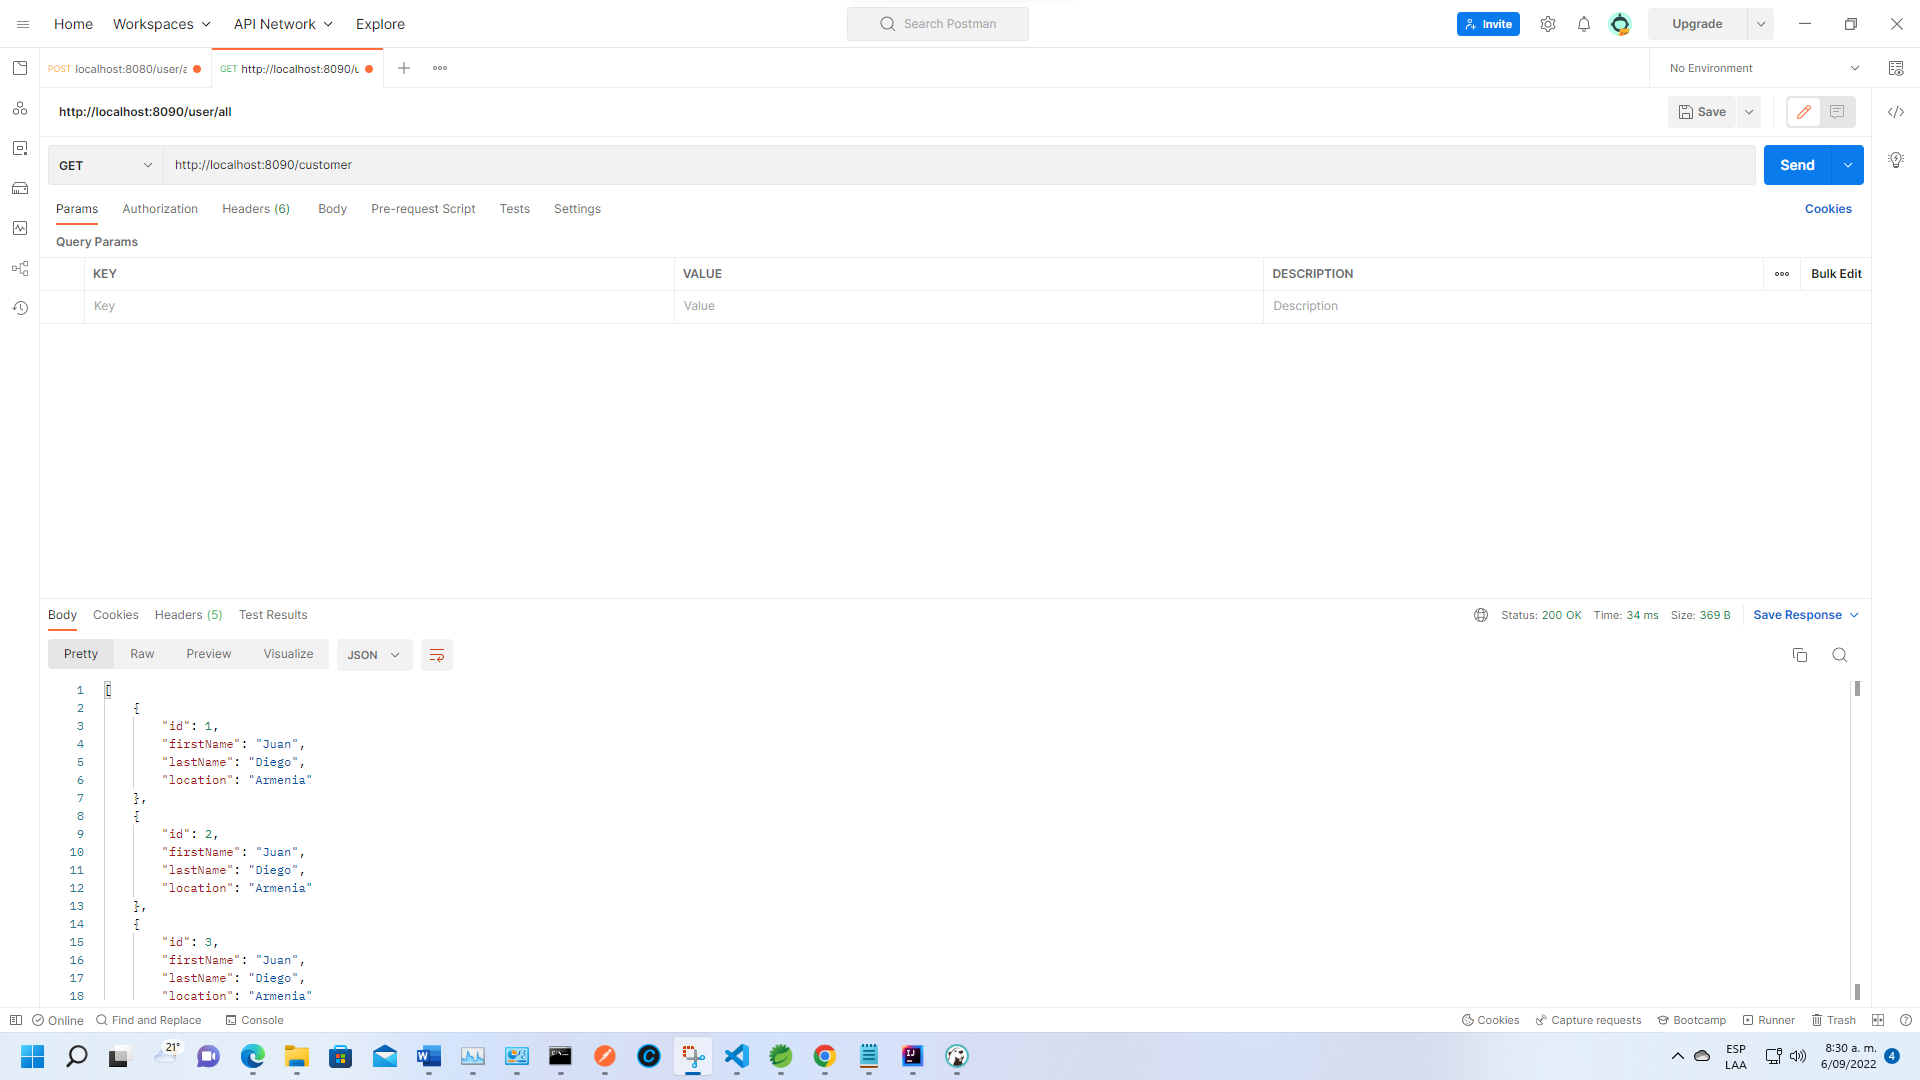 Home Workspaces API Network Explore Search Postman Invite Upgrade
POST localhost:8080/user/a GET http://localhost:8090/u No Environment
http://localhost:8090/user/all Save
GET http://localhost:8090/customer Send
Params Authorization Headers (6) Body Pre-request Script Tests Settings Cookies
Query Params
KEY VALUE DESCRIPTION Bulk Edit
Key Value Description
Body Cookies Headers (5) Test Results Status: 200 OK Time: 34 ms Size: 369 B Save Response
Pretty Raw Preview Visualize JSON
1 [
2 {
3 "id": 1,
4 "firstName": "Juan",
5 "lastName": "Diego",
6 "location": "Armenia"
7 },
8 {
9 "id": 2,
10 "firstName": "Juan",
11 "lastName": "Diego",
12 "location": "Armenia"
13 },
14 {
15 "id": 3,
16 "firstName": "Juan",
17 "lastName": "Diego",
18 "location": "Armenia"
Online Find and Replace Console Cookies Capture requests Bootcamp Runner Trash
21° ESP 8:30 a. m. 4
LAA 6/09/2022